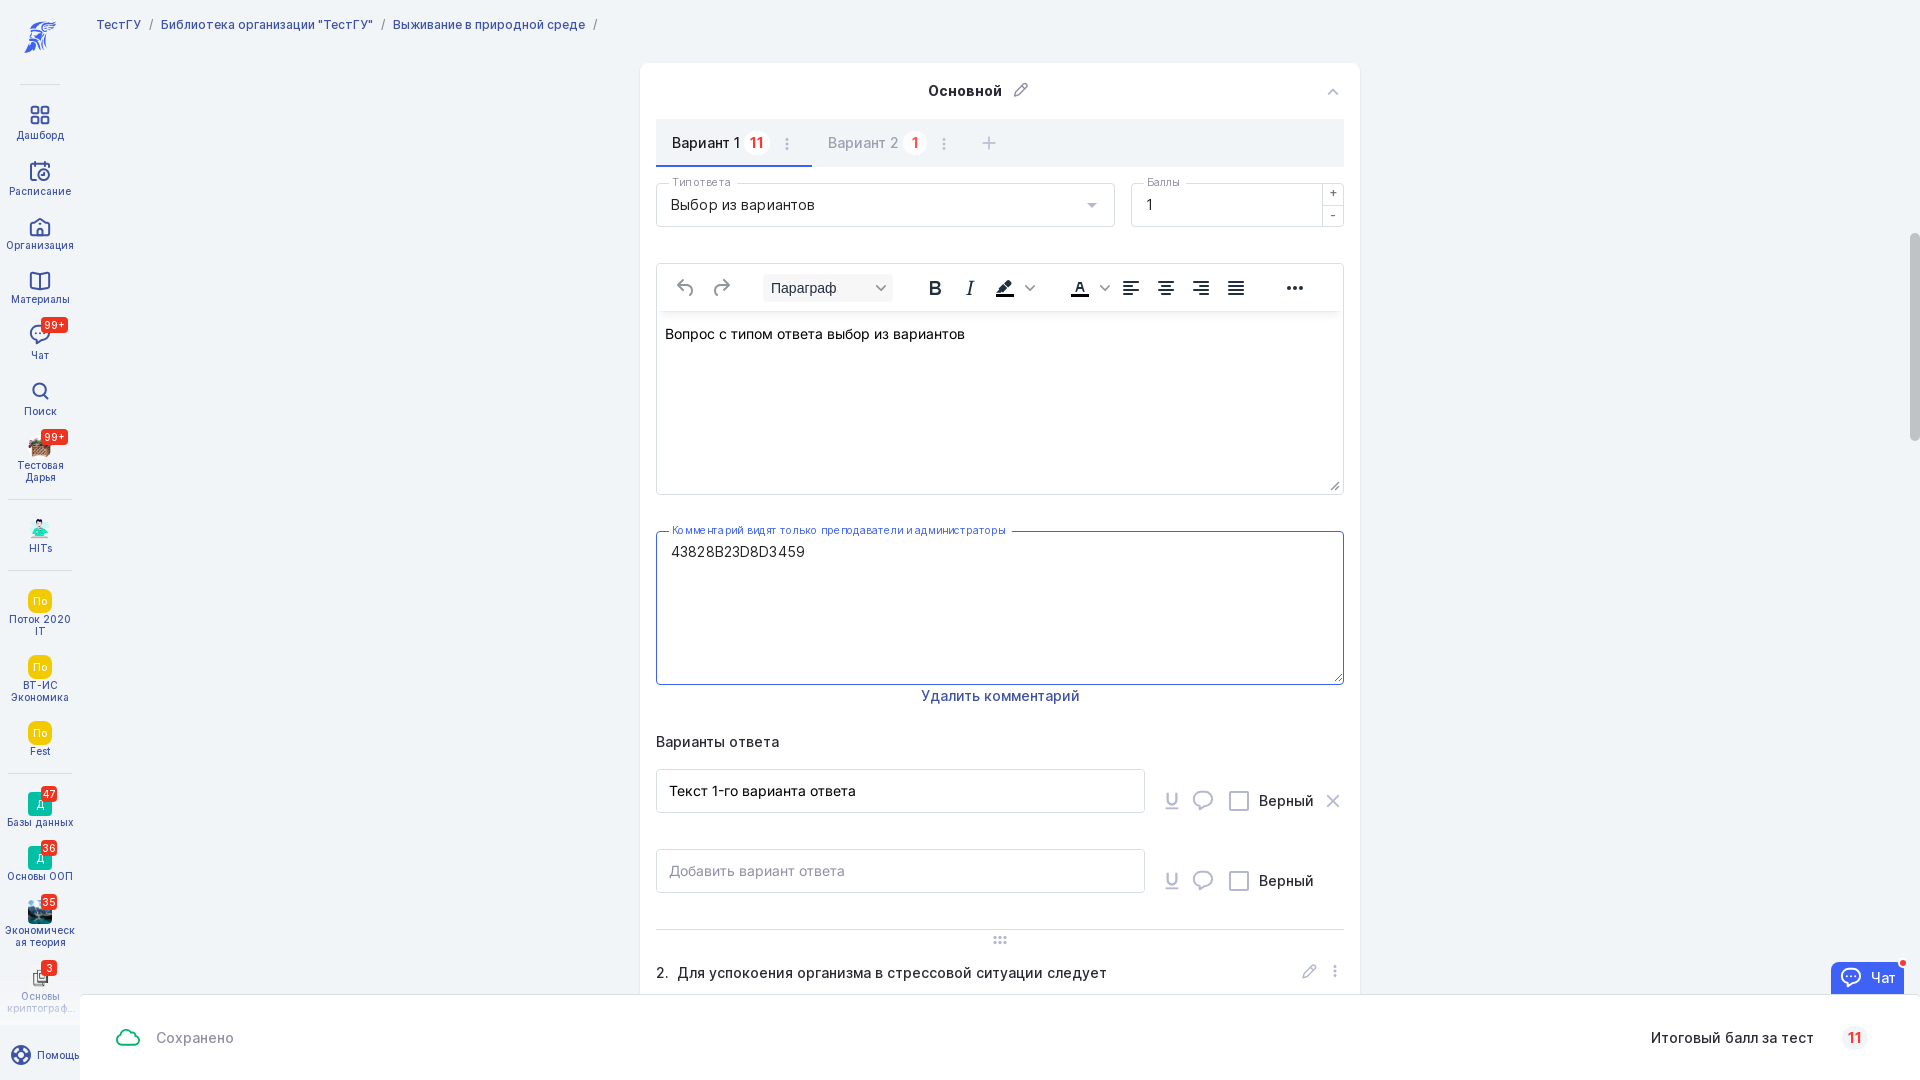 ТестГУ / Библиотека организации "ТестГУ" / Выживание в природной среде /
Дашборд
Расписание
Организация
Материалы
99+
Чат
Поиск
99+
Тестовая
Дарья
HITs
По
Поток 2020
IT
По
ВТ-ИС
Экономика
По
Fest
47
Д
Базы данных
36
Д
Основы ООП
35
Экономическ
ая теория
3
Основы
криптограф...
Помощь
Основной
Вариант 1 11
Вариант 2 1
Тип ответа
Выбор из вариантов
Баллы
1
+
-
Параграф
B I A
Вопрос с типом ответа выбор из вариантов
Комментарий видят только преподаватели и администраторы
43828B23D8D3459
Удалить комментарий
Варианты ответа
Текст 1-го варианта ответа
Верный
Добавить вариант ответа
Верный
2. Для успокоения организма в стрессовой ситуации следует
Чат
Сохранено
Итоговый балл за тест 11